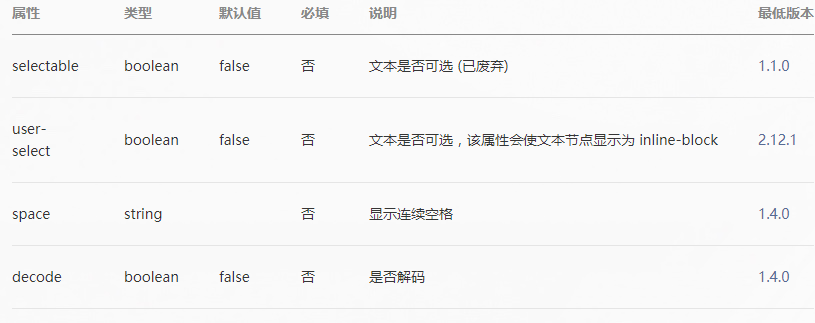 属性 类型 默认值 必填 说明 最低版本
selectable boolean false 否 文本是否可选 (已废弃) 1.1.0
user-
select boolean false 否 文本是否可选，该属性会使文本节点显示为 inline-block 2.12.1
space string 否 显示连续空格 1.4.0
decode boolean false 否 是否解码 1.4.0